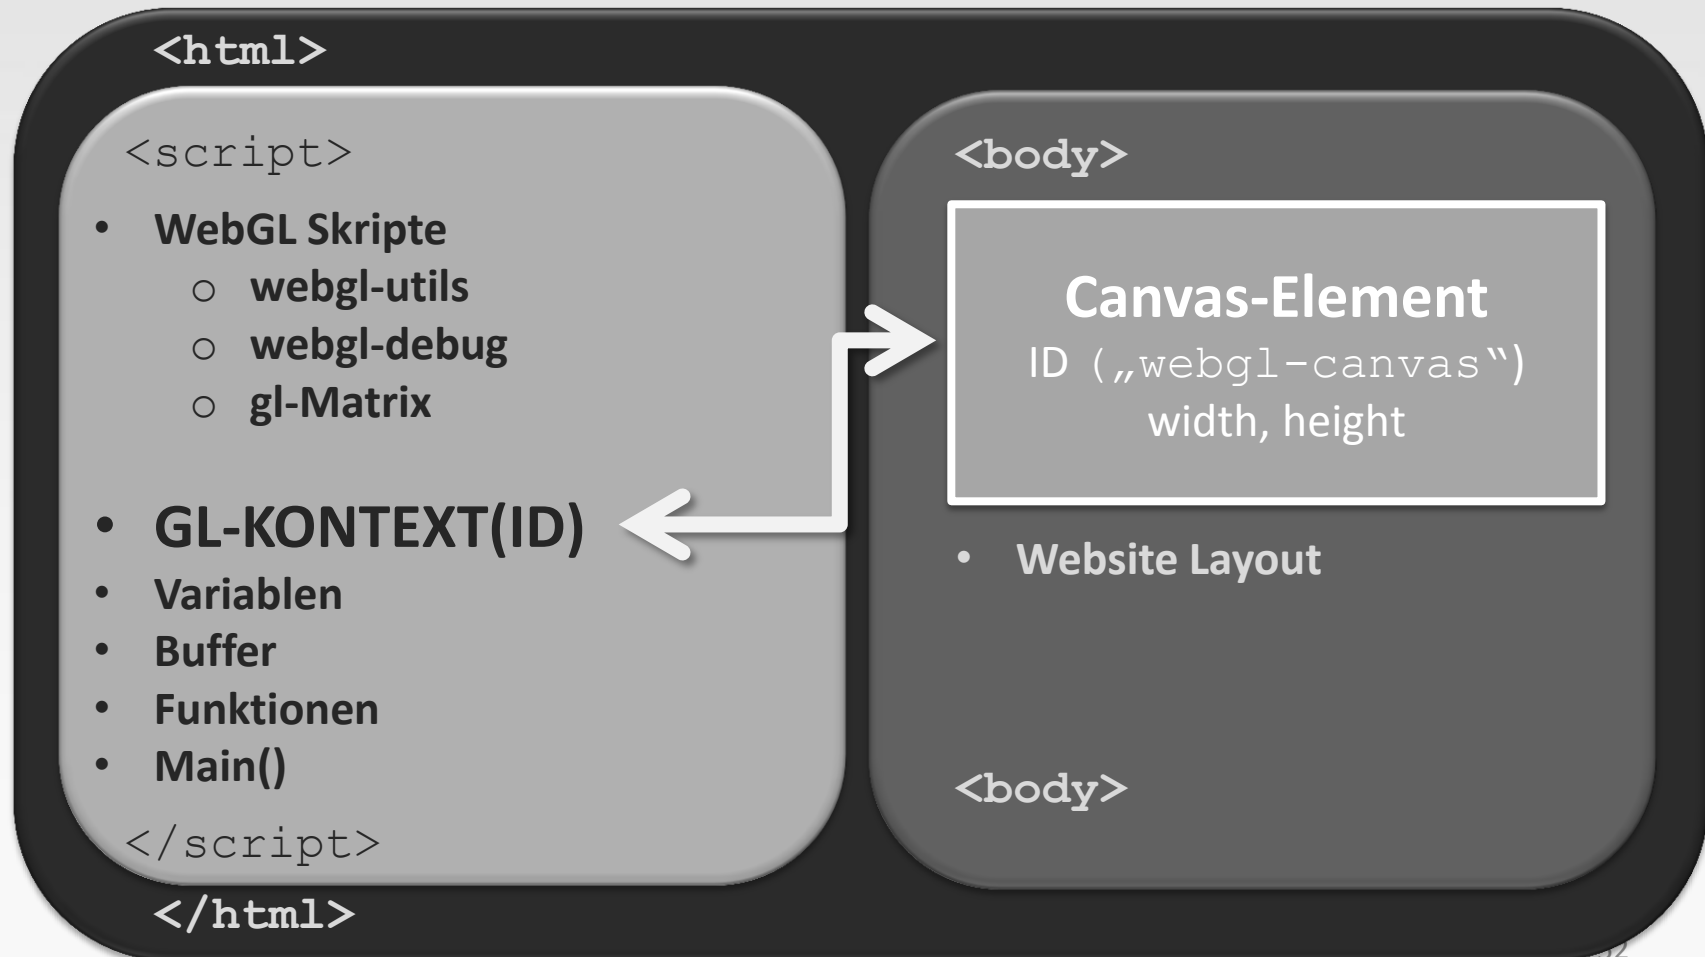 <html>
<script>
• WebGL Skripte
o webgl-utils
o webgl-debug
o gl-Matrix
• GL-KONTEXT(ID)
• Variablen
• Buffer
• Funktionen
• Main()
</script>
<body>
Canvas-Element
ID („webgl-canvas“)
width, height
• Website Layout
<body>
</html>